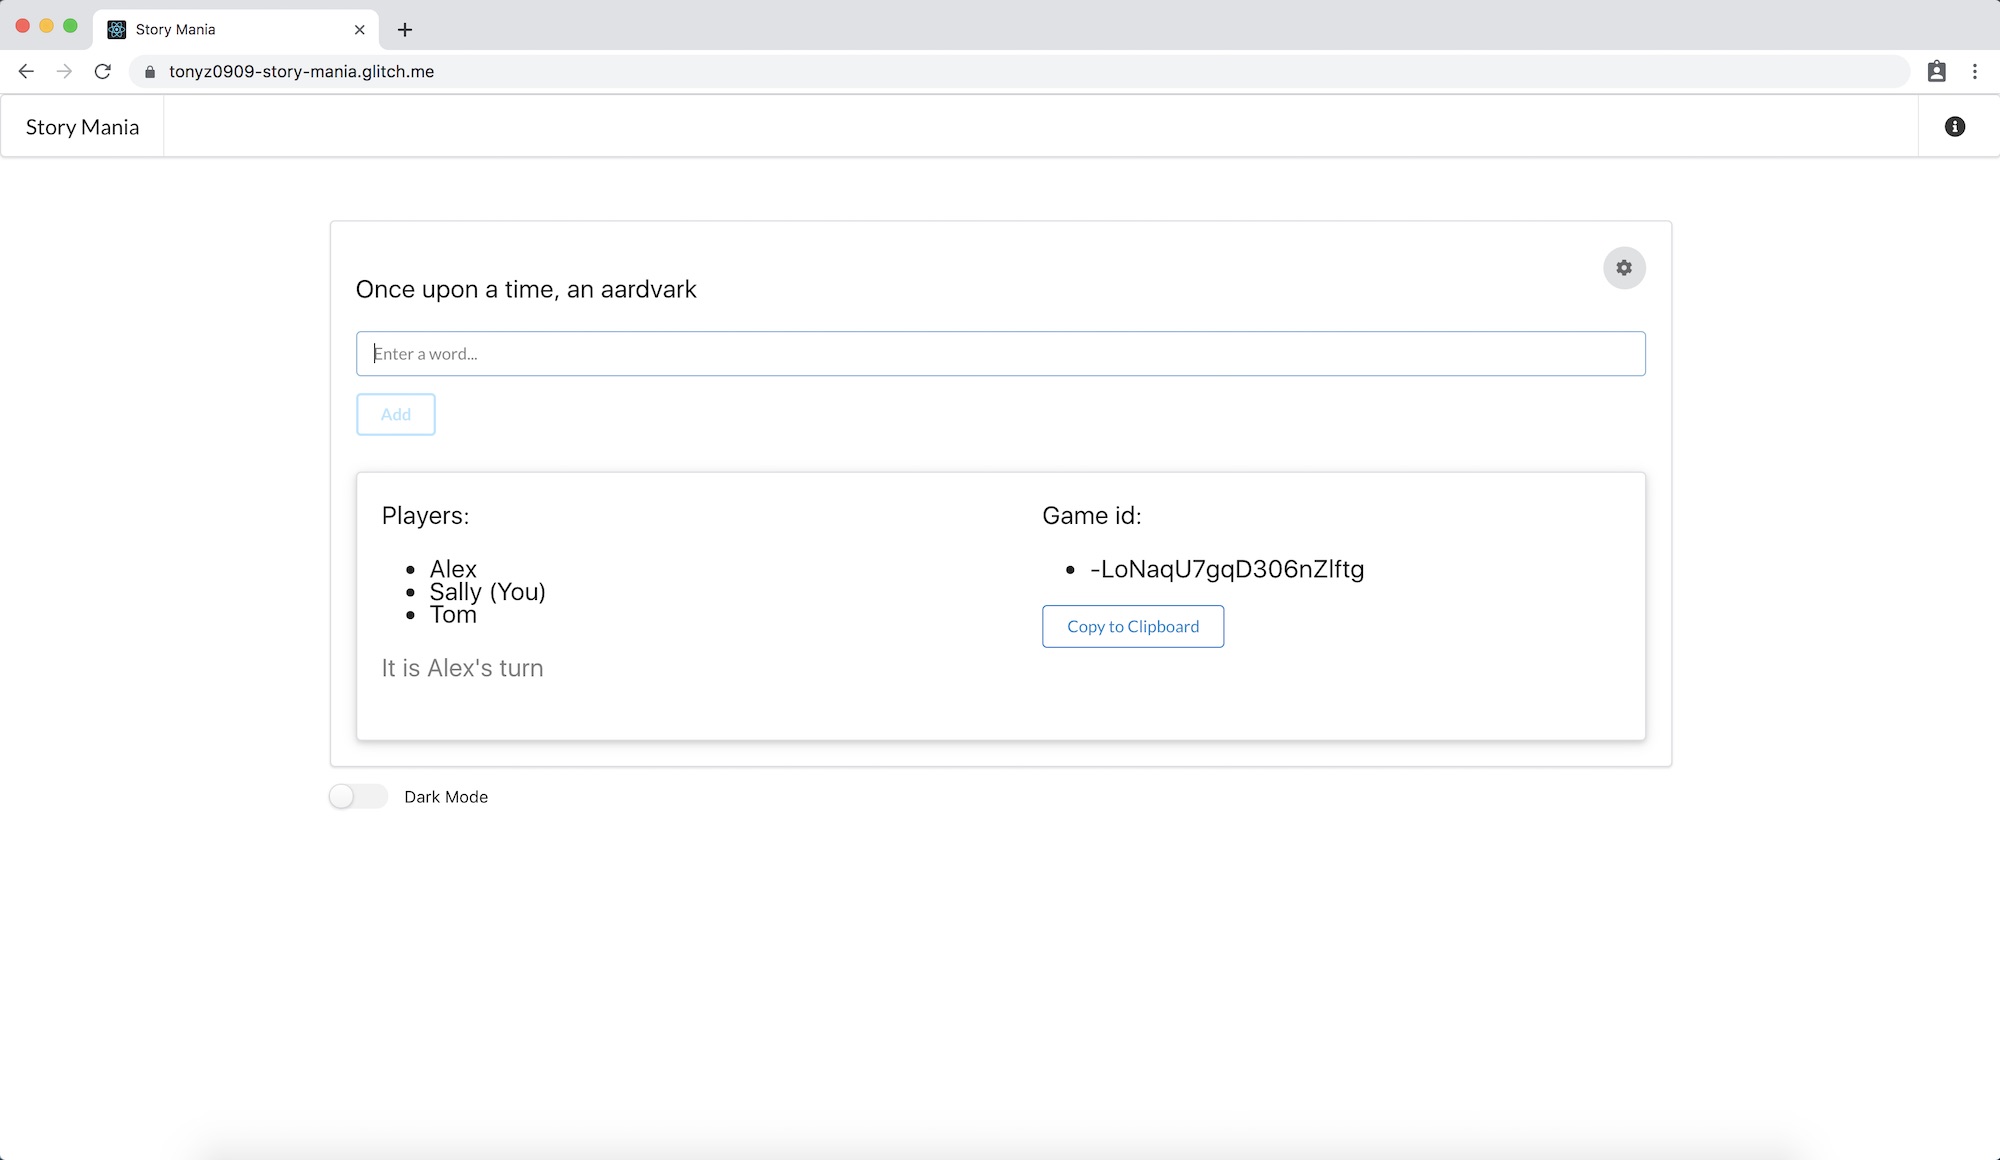 Story Mania
tonyz0909-story-mania.glitch.me
Story Mania
Once upon a time, an aardvark
Enter a word...
Add
Players:
Alex
Sally (You)
Tom
It is Alex's turn
Game id:
-LoNaqU7gqD306nZlftg
Copy to Clipboard
Dark Mode